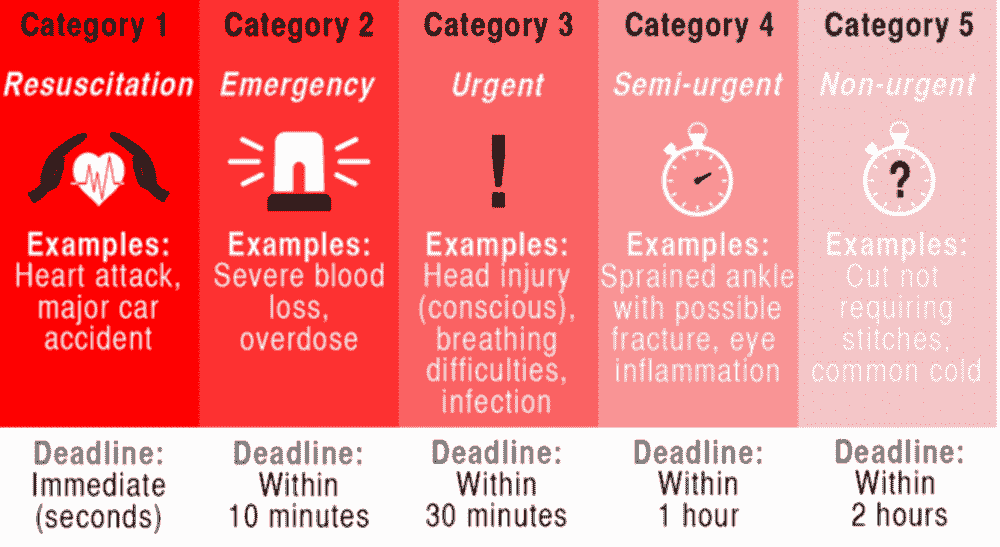 Category 1
Resuscitation
Examples:
Heart attack,
major car
accident
Deadline:
Immediate
(seconds)
Category 2
Emergency
Examples:
Severe blood
loss,
overdose
Deadline:
Within
10 minutes
Category 3
Urgent
!
Examples:
Head injury
(conscious),
breathing
difficulties,
infection
Deadline:
Within
30 minutes
Category 4
Semi-urgent
Examples:
Sprained ankle
with possible
fracture, eye
inflammation
Deadline:
Within
1 hour
Category 5
Non-urgent
?
Examples:
Cut not
requiring
stitches,
common cold
Deadline:
Within
2 hours